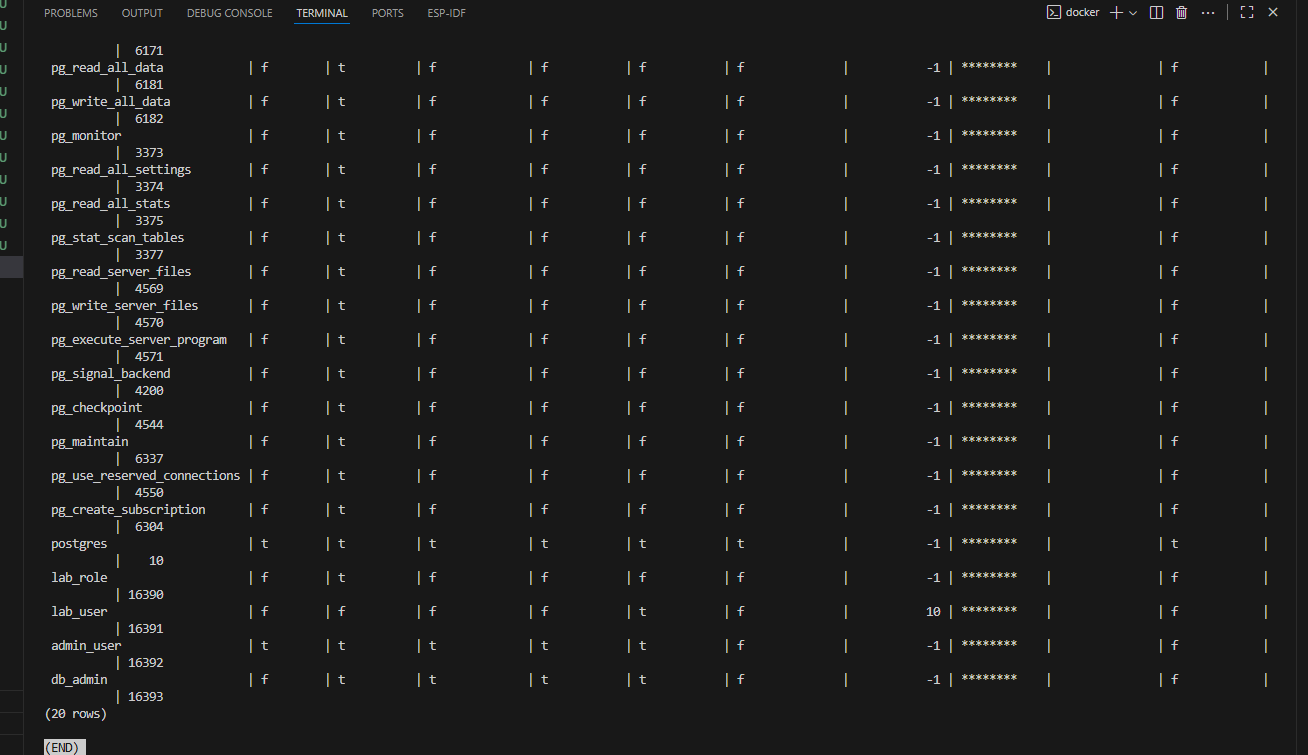 PROBLEMS OUTPUT DEBUG CONSOLE TERMINAL PORTS ESP-IDF docker
| 6171
pg_read_all_data | f | t | f | f | f | f | -1 | ******** | | f |
| 6181
pg_write_all_data | f | t | f | f | f | f | -1 | ******** | | f |
| 6182
pg_monitor | f | t | f | f | f | f | -1 | ******** | | f |
| 3373
pg_read_all_settings | f | t | f | f | f | f | -1 | ******** | | f |
| 3374
pg_read_all_stats | f | t | f | f | f | f | -1 | ******** | | f |
| 3375
pg_stat_scan_tables | f | t | f | f | f | f | -1 | ******** | | f |
| 3377
pg_read_server_files | f | t | f | f | f | f | -1 | ******** | | f |
| 4569
pg_write_server_files | f | t | f | f | f | f | -1 | ******** | | f |
| 4570
pg_execute_server_program | f | t | f | f | f | f | -1 | ******** | | f |
| 4571
pg_signal_backend | f | t | f | f | f | f | -1 | ******** | | f |
| 4200
pg_checkpoint | f | t | f | f | f | f | -1 | ******** | | f |
| 4544
pg_maintain | f | t | f | f | f | f | -1 | ******** | | f |
| 6337
pg_use_reserved_connections | f | t | f | f | f | f | -1 | ******** | | f |
| 4550
pg_create_subscription | f | t | f | f | f | f | -1 | ******** | | f |
| 6304
postgres | t | t | t | t | t | t | -1 | ******** | | t |
| 10
lab_role | f | t | f | f | f | f | -1 | ******** | | f |
| 16390
lab_user | f | f | f | f | t | f | 10 | ******** | | f |
| 16391
admin_user | t | t | t | t | t | f | -1 | ******** | | f |
| 16392
db_admin | f | t | t | t | t | f | -1 | ******** | | f |
| 16393
(20 rows)
(END)
U
U
U
U
U
U
U
U
U
U
U
U